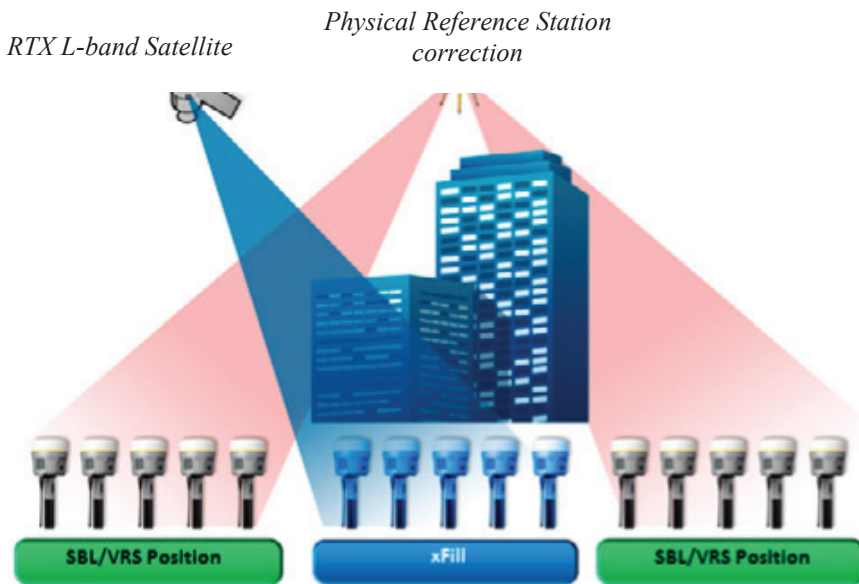 RTX L-band Satellite
Physical Reference Station
correction
SBL/VRS Position
xFill
SBL/VRS Position